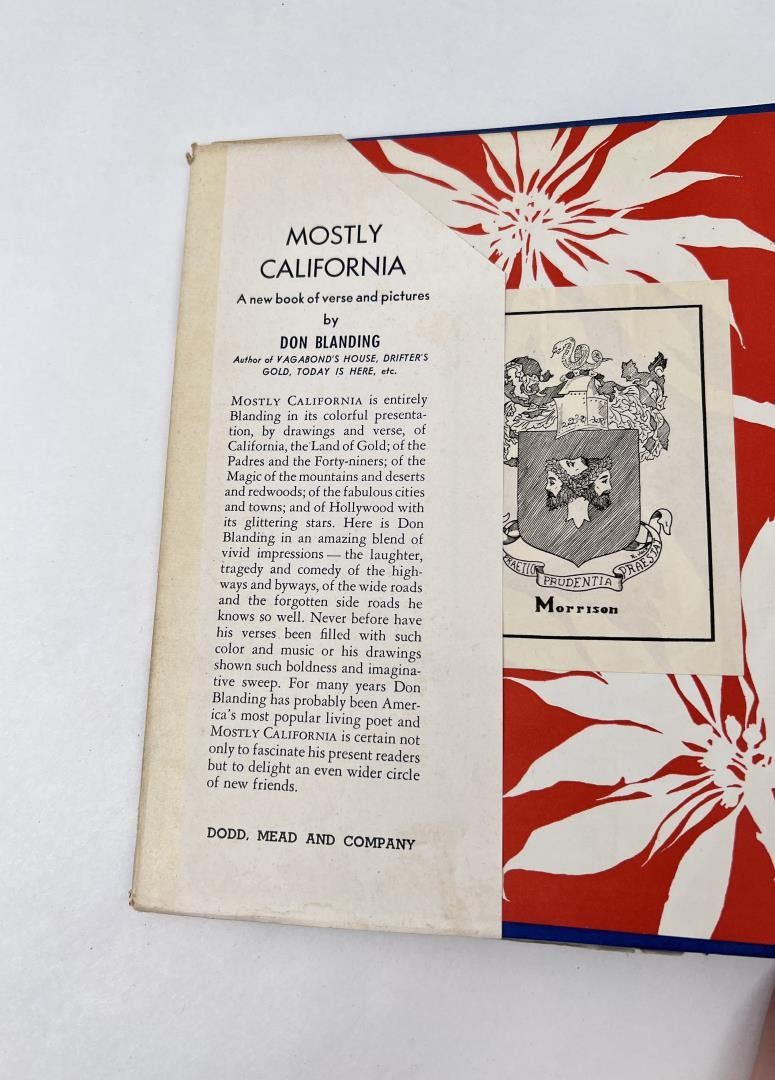 MOSTLY
CALIFORNIA
A new book of verse and pictures
by
DON BLANDING
Author of VAGABOND'S HOUSE, DRIFTER'S
GOLD, TODAY IS HERE, etc.
MOSTLY CALIFORNIA is entirely
Blanding in its colorful presenta-
tion, by drawings and verse, of
California, the Land of Gold; of the
Padres and the Forty-niners; of the
Magic of the mountains and deserts
and redwoods; of the fabulous cities
and towns; and of Hollywood with
its glittering stars. Here is Don
Blanding in an amazing blend of
vivid impressions — the laughter,
tragedy and comedy of the high-
ways and byways, of the wide roads
and the forgotten side roads he
knows so well. Never before have
his verses been filled with such
color and music or his drawings
shown such boldness and imagina-
tive sweep. For many years Don
Blanding has probably been Amer-
ica's most popular living poet and
MOSTLY CALIFORNIA is certain not
only to fascinate his present readers
but to delight an even wider circle
of new friends.
DODD, MEAD AND COMPANY
PRUDENTIA PRAESTAT
Morrison